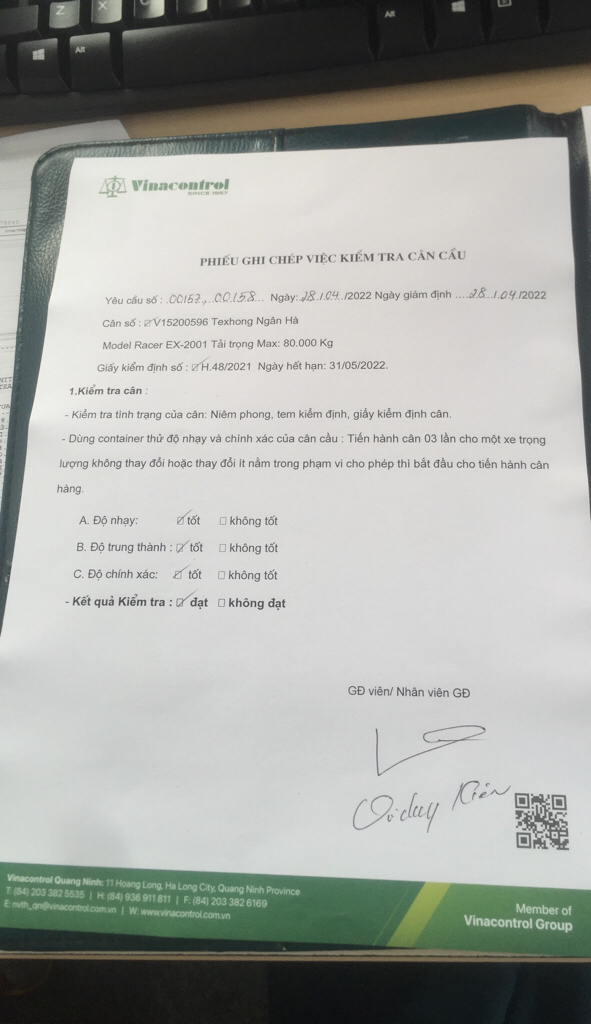 Z X
Alt Alt
Vinacontrol
SINCE 1957
PHIẾU GHI CHÉP VIỆC KIỂM TRA CÂN CẦU
Yêu cầu số : 00157, 00158 Ngày: 28/04/2022 Ngày giám định ....28../.04./2022
Cân số : ☑V15200596 Texhong Ngân Hà
Model Racer EX-2001 Tải trọng Max: 80.000 Kg
Giấy kiểm định số : ☑H.48/2021 Ngày hết hạn: 31/05/2022.
1.Kiểm tra cân :
- Kiểm tra tình trạng của cân: Niêm phong, tem kiểm định, giấy kiểm định cân.
- Dùng container thử độ nhạy và chính xác của cân cầu : Tiến hành cân 03 lần cho một xe trọng
lượng không thay đổi hoặc thay đổi ít nằm trong phạm vi cho phép thì bắt đầu cho tiến hành cân
hàng.
A. Độ nhạy: ☑ tốt □ không tốt
B. Độ trung thành : ☑ tốt □ không tốt
C. Độ chính xác: ☑ tốt □ không tốt
- Kết quả Kiểm tra : ☑ đạt □ không đạt
GĐ viên/ Nhân viên GĐ
Vũ duy Kiên
Vinacontrol Quang Ninh: 11 Hoang Long, Ha Long City, Quang Ninh Province
T: (84) 203 382 5535 | H: (84) 936 911 811 | F: (84) 203 382 6169
E: nvth_qn@vinacontrol.com.vn | W: www.vinacontrol.com.vn
Member of
Vinacontrol Group